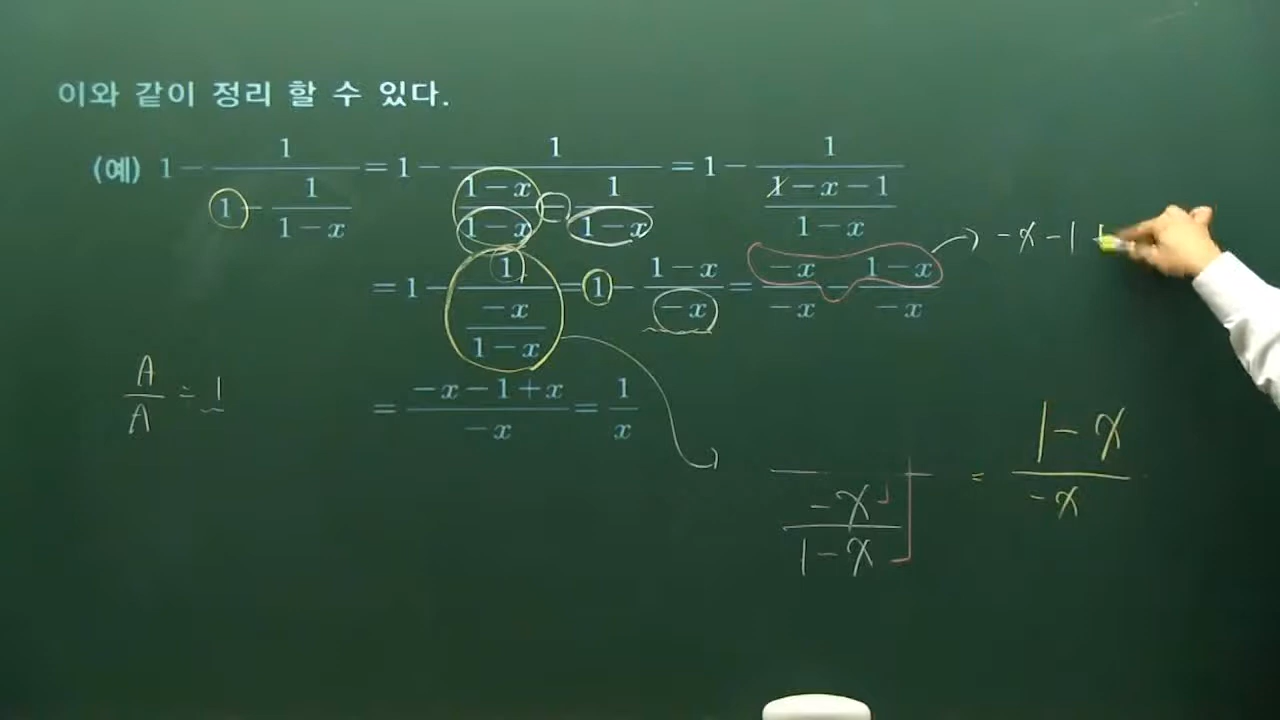 이와 같이 정리 할 수 있다.
(예) 1 - 1/(1 - 1/(1-x)) = 1 - 1/((1-x)/(1-x) - 1/(1-x)) = 1 - 1/((1-x-1)/(1-x))
= 1 - 1/((-x)/(1-x)) = 1 - (1-x)/(-x) = (-x)/(-x) - (1-x)/(-x) → -x-1+
= (-x-1+x)/(-x) = 1/x
A/A = 1
/((-x)/(1-x)) = (1-x)/(-x)